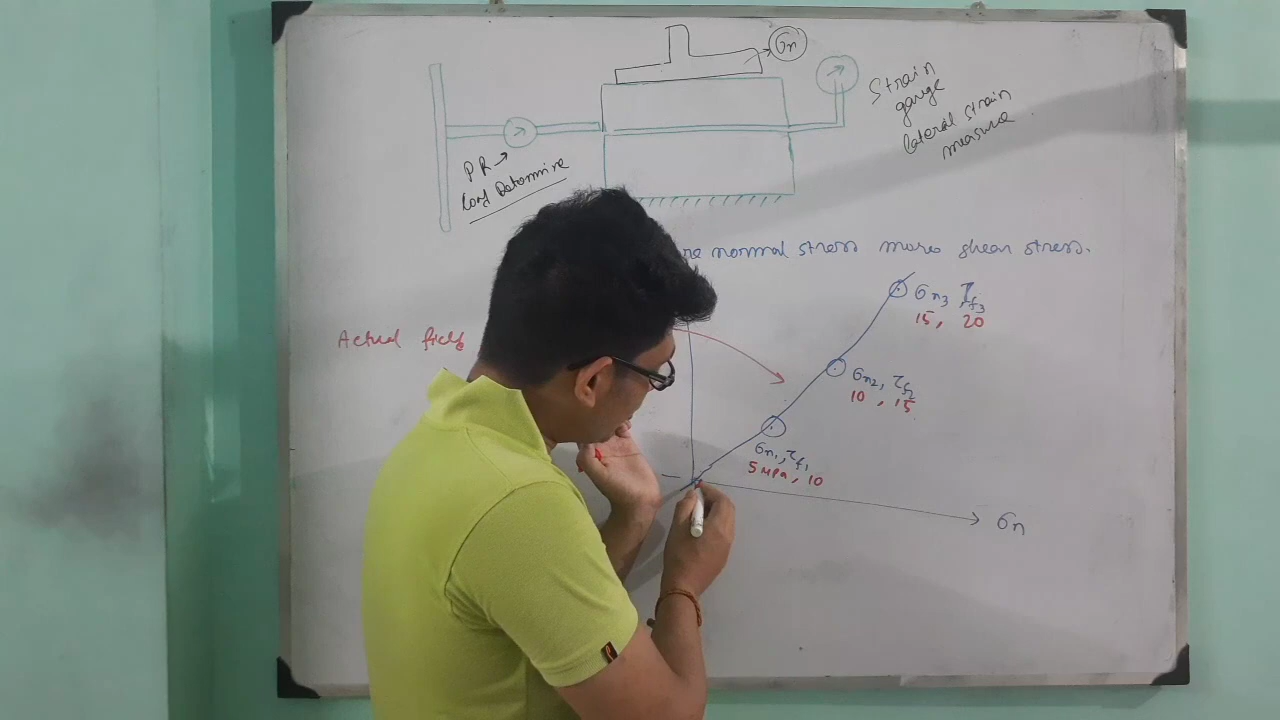 σn
Strain
gauge
lateral strain
measure
PR→
Load Determine
normal stress more shear stress.
σn3 τf3
15, 20
Actual
σn2, τf2
10, 15
σn1, τf1
5 MPa, 10
σn